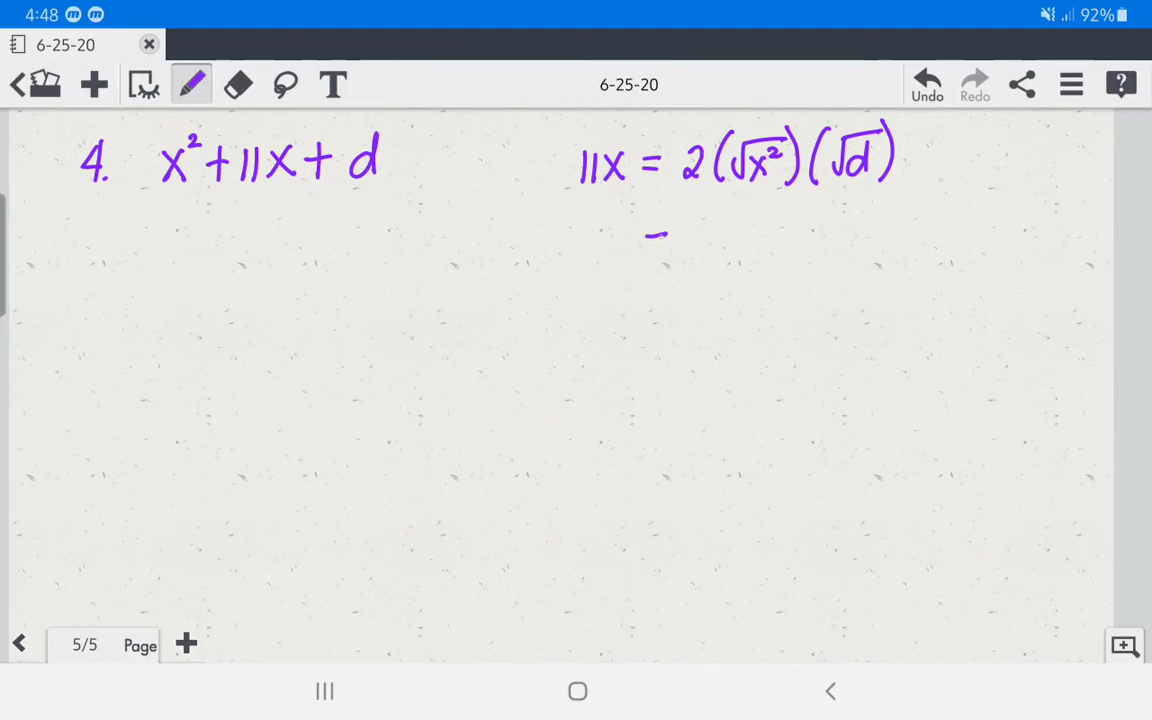 4:48 92%
6-25-20
6-25-20 Undo Redo
4. x² + 11x + d 11x = 2(√x²)(√d)
5/5 Page